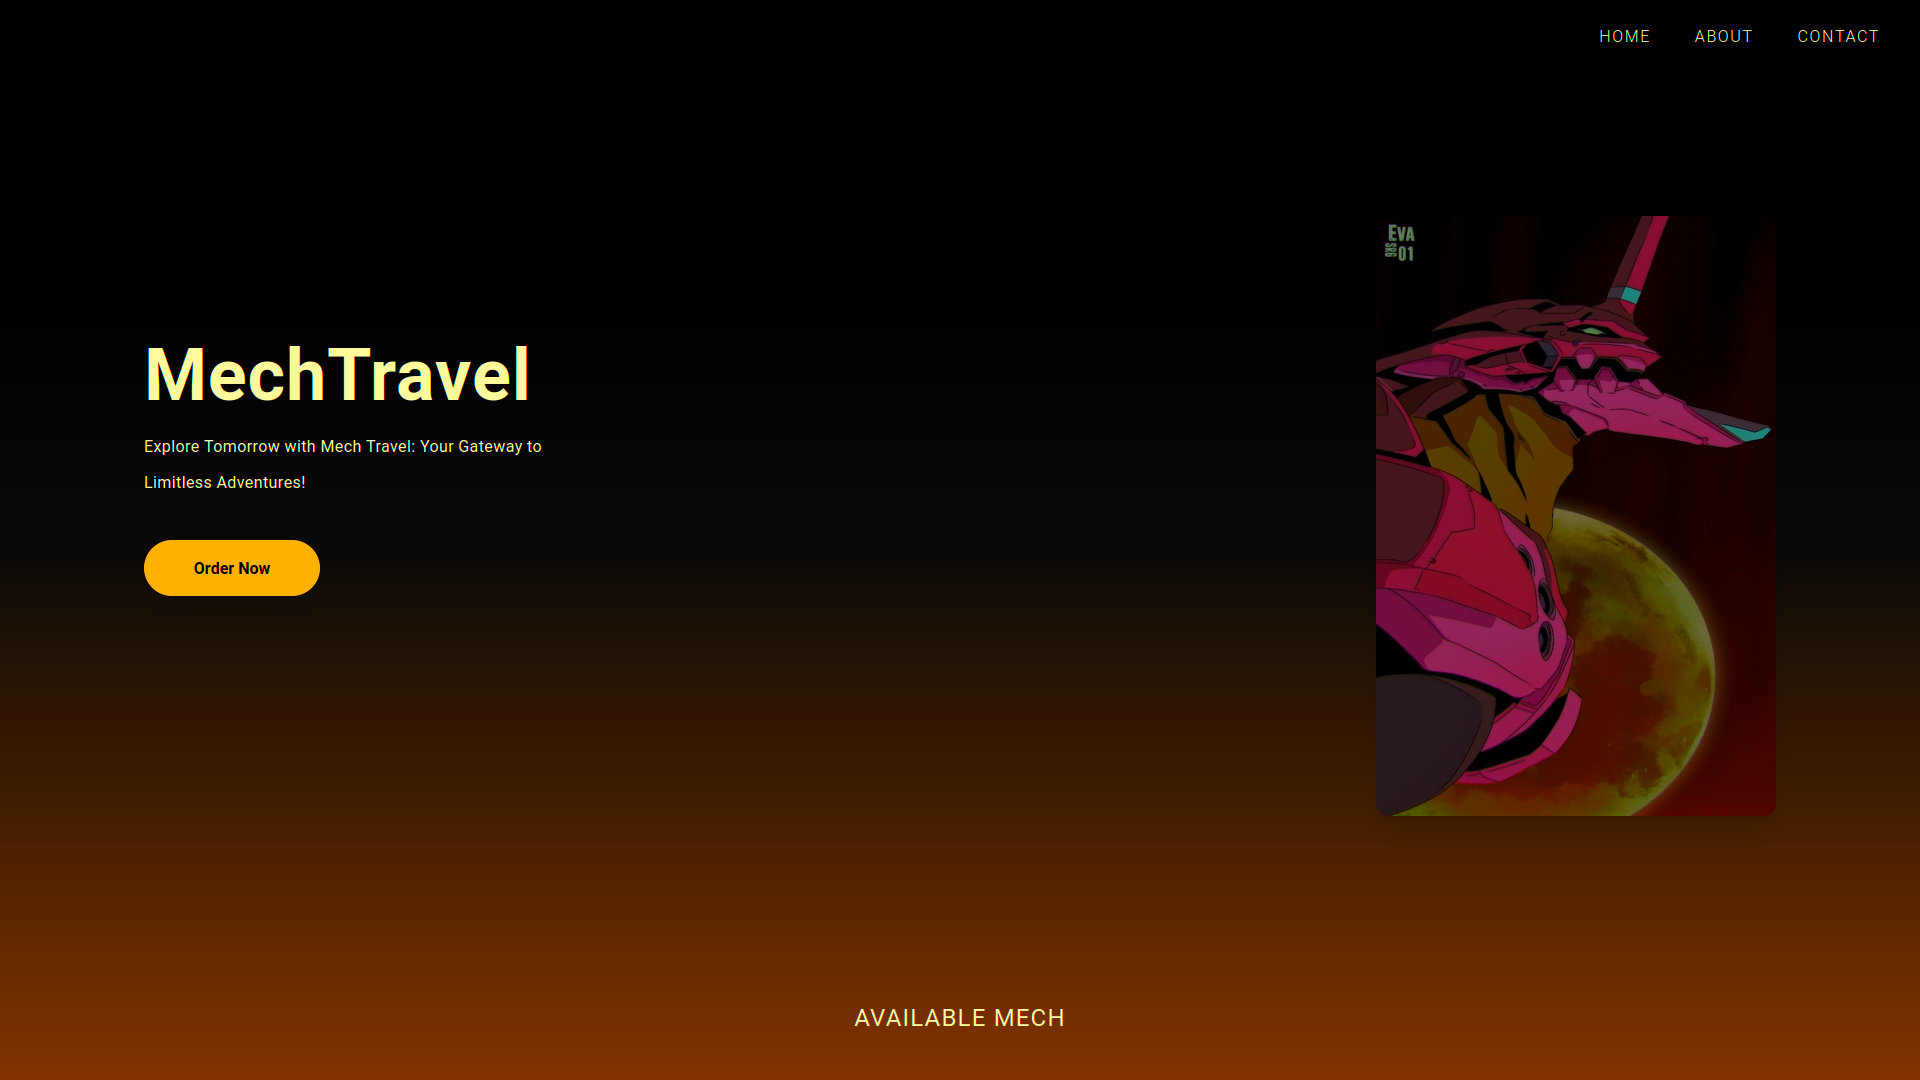 HOME ABOUT CONTACT
EVA
01
MechTravel
Explore Tomorrow with Mech Travel: Your Gateway to
Limitless Adventures!
Order Now
AVAILABLE MECH